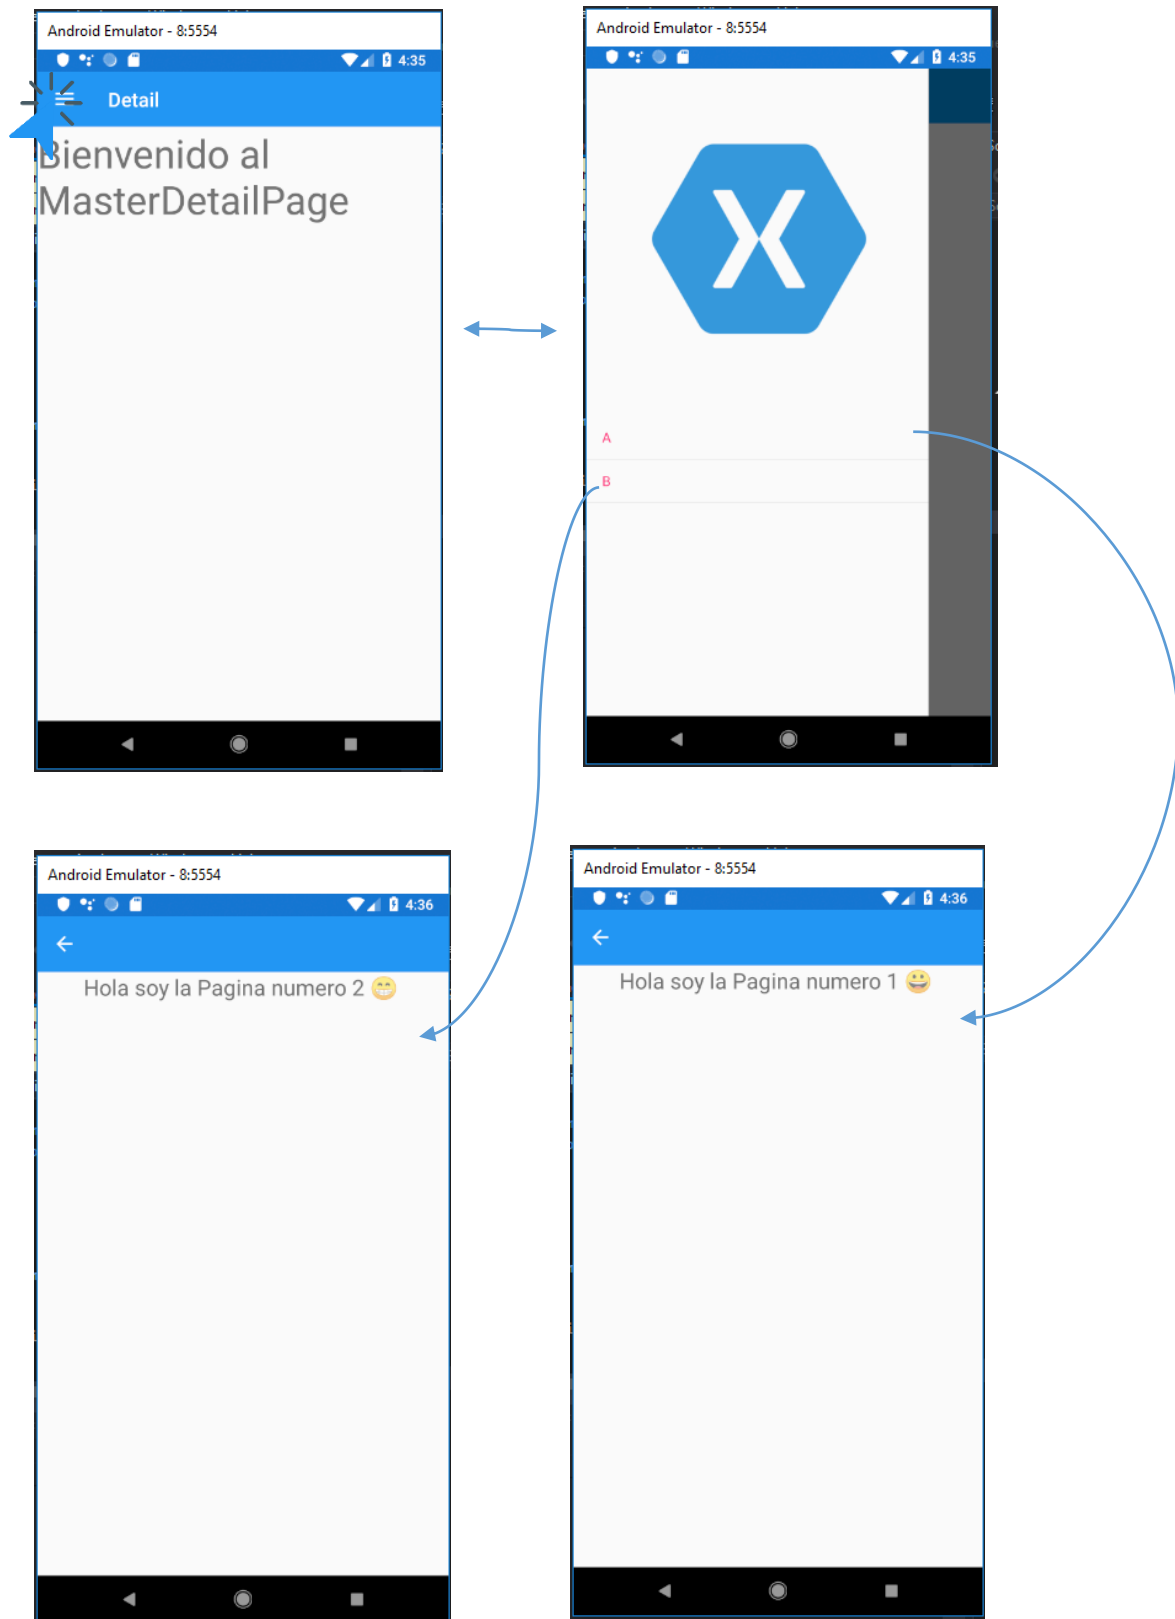 Android Emulator - 8:5554
4:35
Detail
Bienvenido al
MasterDetailPage
Android Emulator - 8:5554
4:35
A
B
Android Emulator - 8:5554
4:36
Hola soy la Pagina numero 2 😁
Android Emulator - 8:5554
4:36
Hola soy la Pagina numero 1 😀